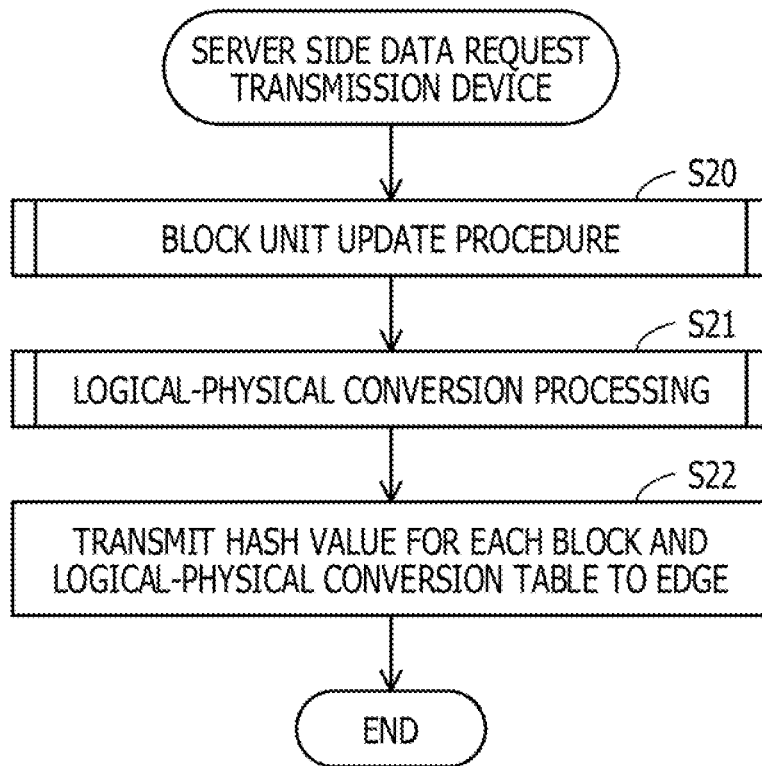 SERVER SIDE DATA REQUEST
TRANSMISSION DEVICE
S20
BLOCK UNIT UPDATE PROCEDURE
S21
LOGICAL-PHYSICAL CONVERSION PROCESSING
S22
TRANSMIT HASH VALUE FOR EACH BLOCK AND
LOGICAL-PHYSICAL CONVERSION TABLE TO EDGE
END